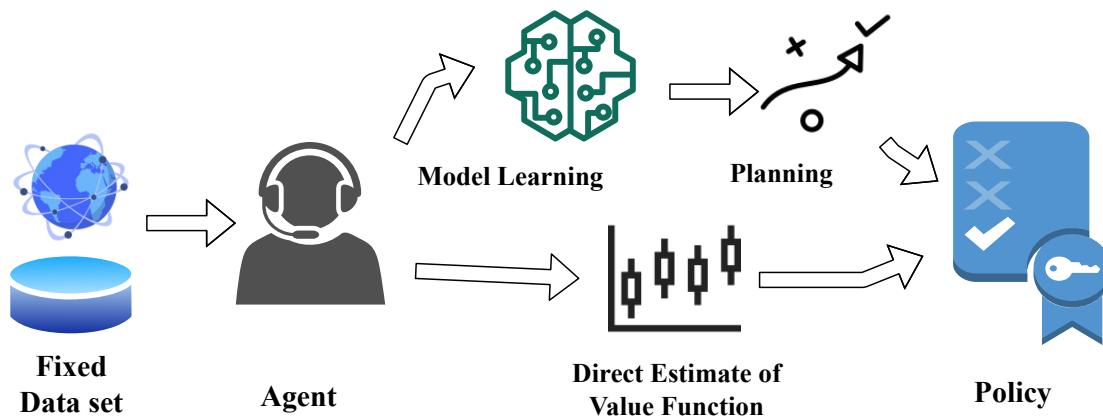 Model Learning
Planning
Fixed
Data set
Agent
Direct Estimate of
Value Function
Policy